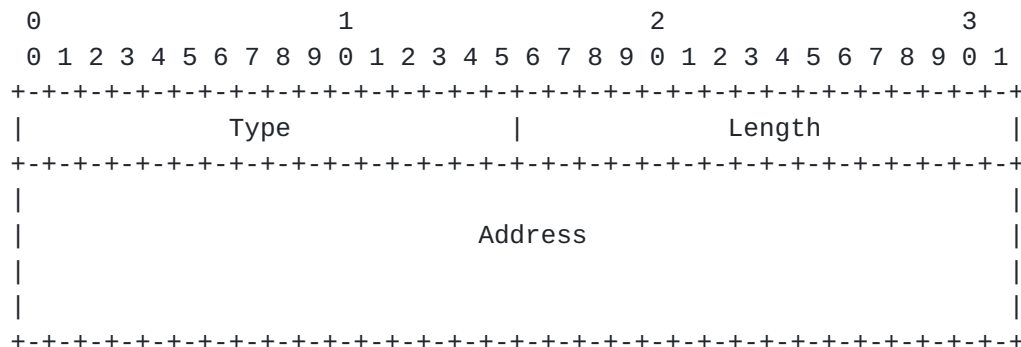 0                   1                   2                   3
 0 1 2 3 4 5 6 7 8 9 0 1 2 3 4 5 6 7 8 9 0 1 2 3 4 5 6 7 8 9 0 1
+-+-+-+-+-+-+-+-+-+-+-+-+-+-+-+-+-+-+-+-+-+-+-+-+-+-+-+-+-+-+-+-+
|             Type              |             Length            |
+-+-+-+-+-+-+-+-+-+-+-+-+-+-+-+-+-+-+-+-+-+-+-+-+-+-+-+-+-+-+-+-+
|                                                               |
|                             Address                           |
|                                                               |
|                                                               |
+-+-+-+-+-+-+-+-+-+-+-+-+-+-+-+-+-+-+-+-+-+-+-+-+-+-+-+-+-+-+-+-+